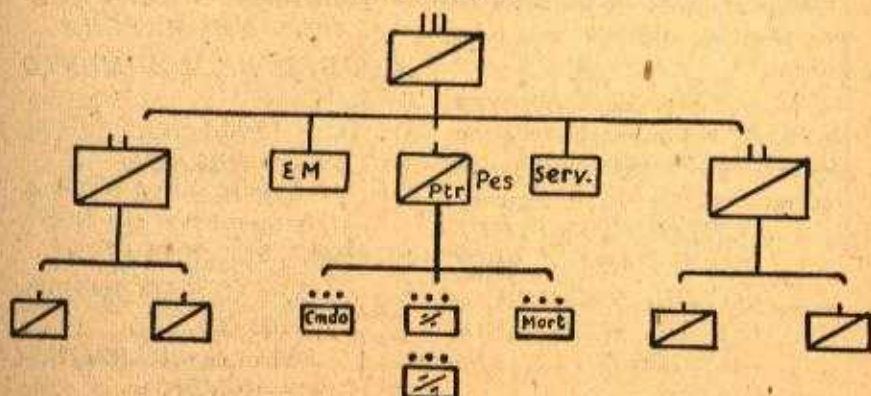 EM
Ptr
Pes
Serv.
Cmdo
Mort